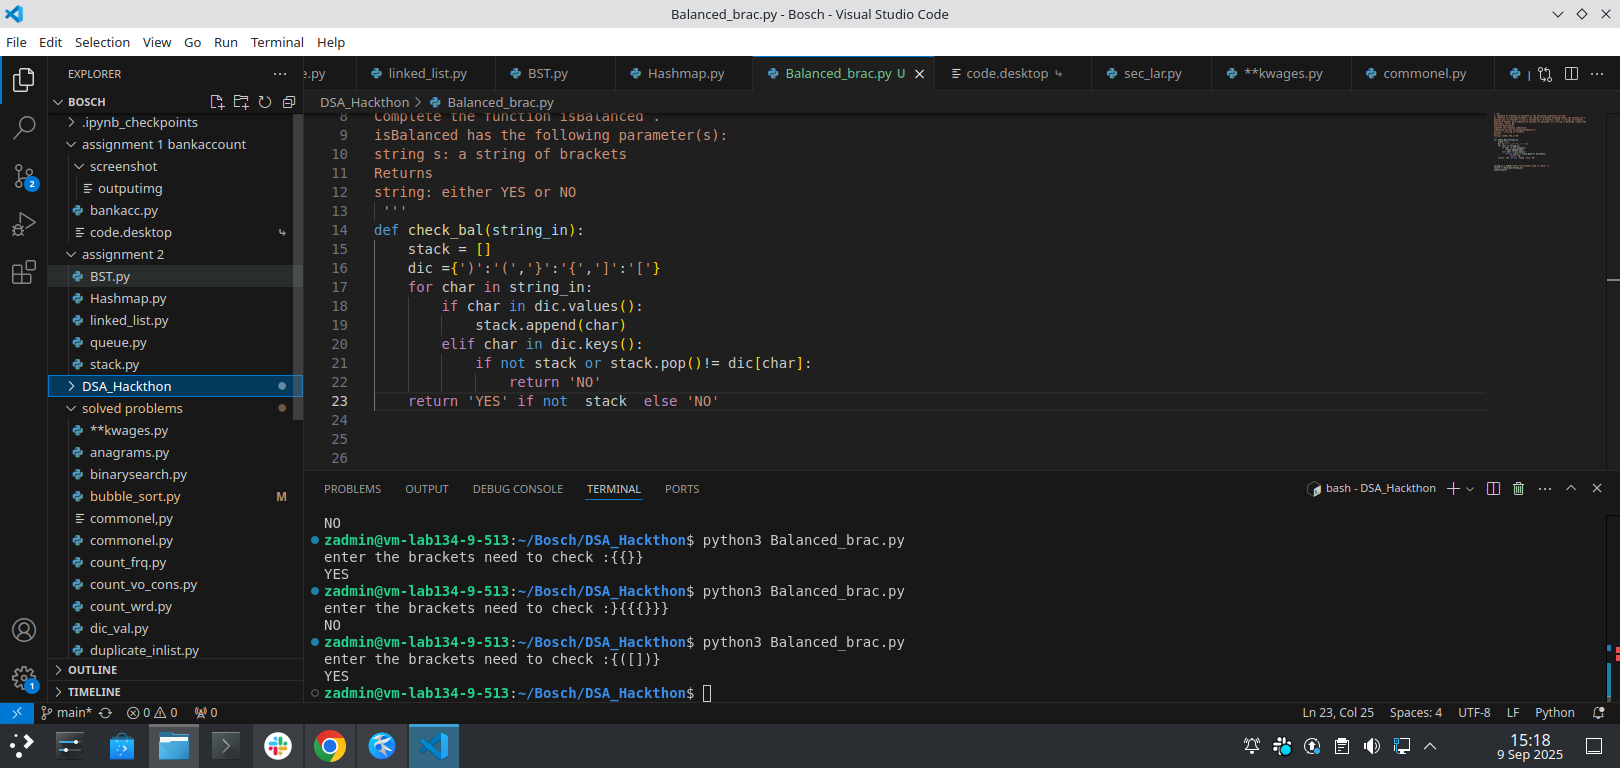 Balanced_brac.py - Bosch - Visual Studio Code
File Edit Selection View Go Run Terminal Help
EXPLORER
e.py linked_list.py BST.py Hashmap.py Balanced_brac.py U code.desktop sec_lar.py **kwages.py commonel.py
BOSCH
DSA_Hackthon > Balanced_brac.py
.ipynb_checkpoints
assignment 1 bankaccount
screenshot
outputimg
bankacc.py
code.desktop
assignment 2
BST.py
Hashmap.py
linked_list.py
queue.py
stack.py
DSA_Hackthon
solved problems
**kwages.py
anagrams.py
binarysearch.py
bubble_sort.py M
commonel,py
commonel.py
count_frq.py
count_vo_cons.py
count_wrd.py
dic_val.py
duplicate_inlist.py
OUTLINE
TIMELINE
2
1
8 Complete the function isBalanced .
9 isBalanced has the following parameter(s):
10 string s: a string of brackets
11 Returns
12 string: either YES or NO
13 '''
14 def check_bal(string_in):
15 stack = []
16 dic ={')':'(','}':'{',']':'['}
17 for char in string_in:
18 if char in dic.values():
19 stack.append(char)
20 elif char in dic.keys():
21 if not stack or stack.pop()!= dic[char]:
22 return 'NO'
23 return 'YES' if not  stack  else 'NO'
24
25
26
PROBLEMS OUTPUT DEBUG CONSOLE TERMINAL PORTS
bash - DSA_Hackthon
NO
zadmin@vm-lab134-9-513:~/Bosch/DSA_Hackthon$ python3 Balanced_brac.py
enter the brackets need to check :{{}}
YES
zadmin@vm-lab134-9-513:~/Bosch/DSA_Hackthon$ python3 Balanced_brac.py
enter the brackets need to check :}{{{}}}
NO
zadmin@vm-lab134-9-513:~/Bosch/DSA_Hackthon$ python3 Balanced_brac.py
enter the brackets need to check :{([])}
YES
zadmin@vm-lab134-9-513:~/Bosch/DSA_Hackthon$
main* 0 0 0 Ln 23, Col 25 Spaces: 4 UTF-8 LF Python
15:18
9 Sep 2025